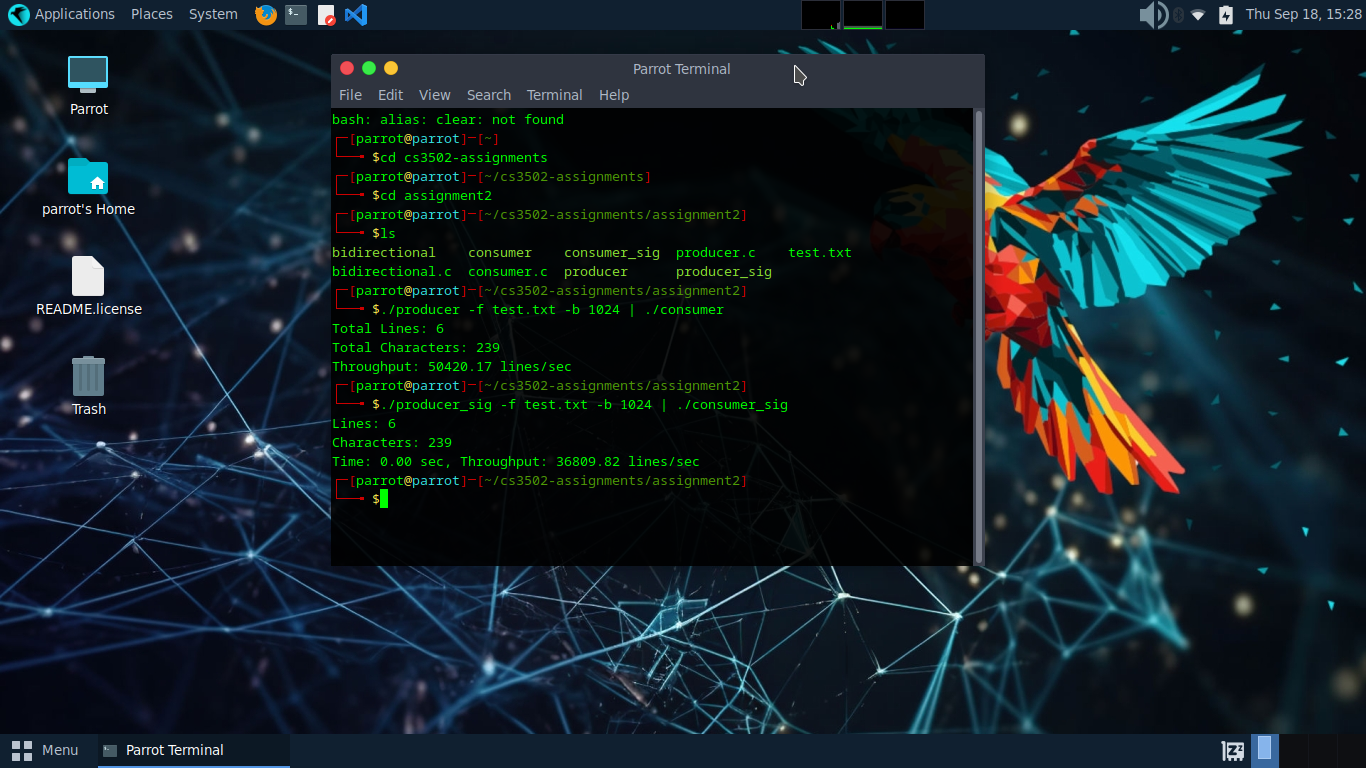 Applications Places System Thu Sep 18, 15:28
Parrot
parrot's Home
README.license
Trash
Parrot Terminal
File Edit View Search Terminal Help
bash: alias: clear: not found
┌─[parrot@parrot]─[~]
└──╼ $cd cs3502-assignments
┌─[parrot@parrot]─[~/cs3502-assignments]
└──╼ $cd assignment2
┌─[parrot@parrot]─[~/cs3502-assignments/assignment2]
└──╼ $ls
bidirectional    consumer    consumer_sig  producer.c    test.txt
bidirectional.c  consumer.c  producer      producer_sig
┌─[parrot@parrot]─[~/cs3502-assignments/assignment2]
└──╼ $./producer -f test.txt -b 1024 | ./consumer
Total Lines: 6
Total Characters: 239
Throughput: 50420.17 lines/sec
┌─[parrot@parrot]─[~/cs3502-assignments/assignment2]
└──╼ $./producer_sig -f test.txt -b 1024 | ./consumer_sig
Lines: 6
Characters: 239
Time: 0.00 sec, Throughput: 36809.82 lines/sec
┌─[parrot@parrot]─[~/cs3502-assignments/assignment2]
└──╼ $
Menu Parrot Terminal